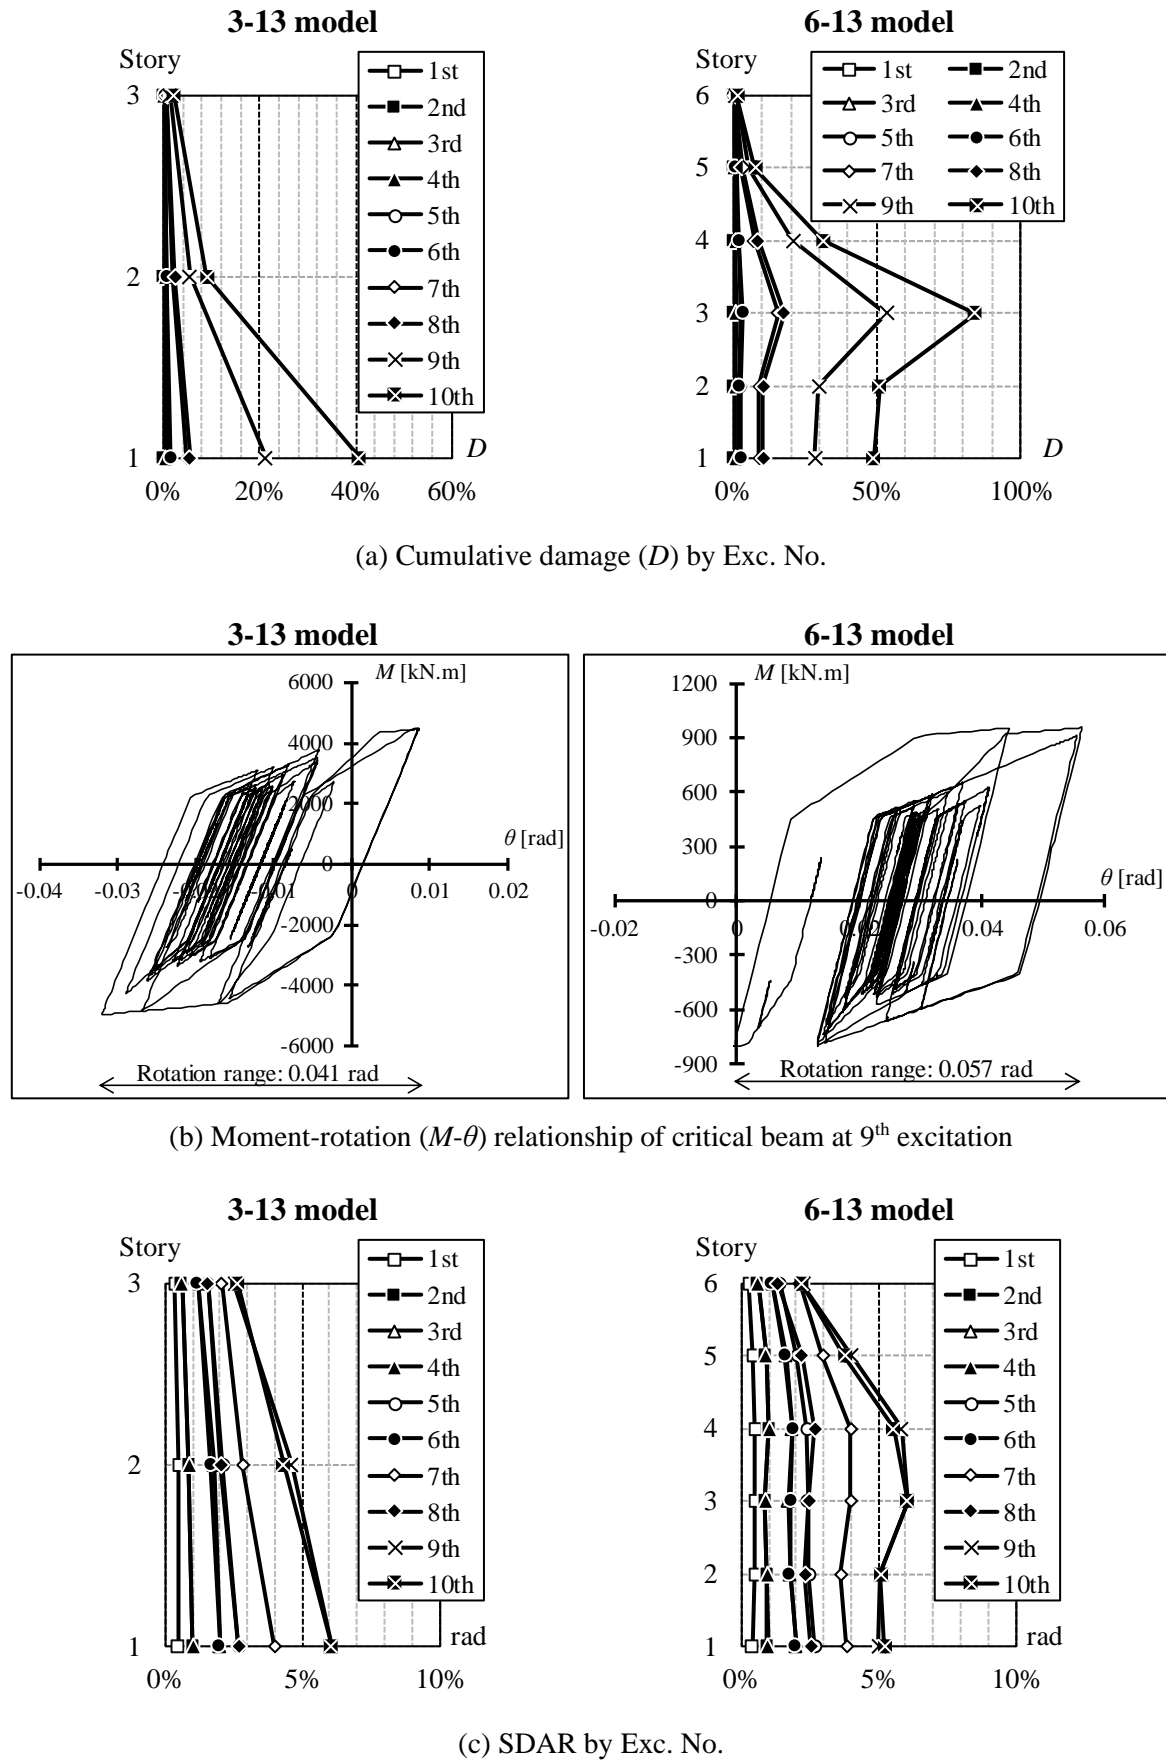 3-13 model
Story
3
2
1
0% 20% 40% 60%
D
1st
2nd
3rd
4th
5th
6th
7th
8th
9th
10th
6-13 model
Story
6
5
4
3
2
1
0% 50% 100%
D
1st 2nd
3rd 4th
5th 6th
7th 8th
9th 10th
(a) Cumulative damage (D) by Exc. No.
3-13 model
M [kN.m]
6000
4000
2000
0
-2000
-4000
-6000
θ [rad]
-0.04 -0.03 -0.02 -0.01 0 0.01 0.02
Rotation range: 0.041 rad
6-13 model
M [kN.m]
1200
900
600
300
0
-300
-600
-900
θ [rad]
-0.02 0 0.02 0.04 0.06
Rotation range: 0.057 rad
(b) Moment-rotation (M-θ) relationship of critical beam at 9th excitation
3-13 model
Story
3
2
1
0% 5% 10%
rad
1st
2nd
3rd
4th
5th
6th
7th
8th
9th
10th
6-13 model
Story
6
5
4
3
2
1
0% 5% 10%
rad
1st
2nd
3rd
4th
5th
6th
7th
8th
9th
10th
(c) SDAR by Exc. No.